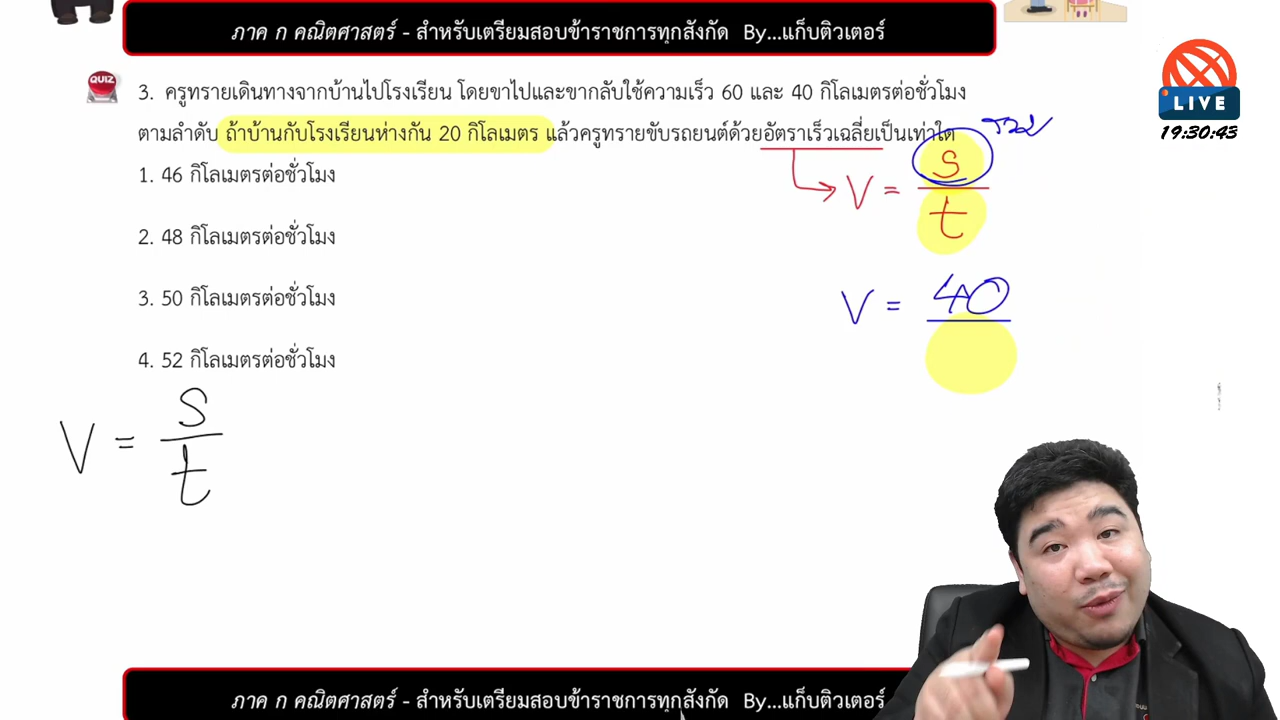 ภาค ก คณิตศาสตร์ - สำหรับเตรียมสอบข้าราชการทุกสังกัด By...แก็บติวเตอร์
QUIZ
3. ครูทรายเดินทางจากบ้านไปโรงเรียน โดยขาไปและขากลับใช้ความเร็ว 60 และ 40 กิโลเมตรต่อชั่วโมง
ตามลำดับ ถ้าบ้านกับโรงเรียนห่างกัน 20 กิโลเมตร แล้วครูทรายขับรถยนต์ด้วยอัตราเร็วเฉลี่ยเป็นเท่าใด
LIVE
19:30:43
รวม
1. 46 กิโลเมตรต่อชั่วโมง
V = s
t
2. 48 กิโลเมตรต่อชั่วโมง
3. 50 กิโลเมตรต่อชั่วโมง
V = 40
4. 52 กิโลเมตรต่อชั่วโมง
V = s
t
ภาค ก คณิตศาสตร์ - สำหรับเตรียมสอบข้าราชการทุกสังกัด By...แก็บติวเตอร์